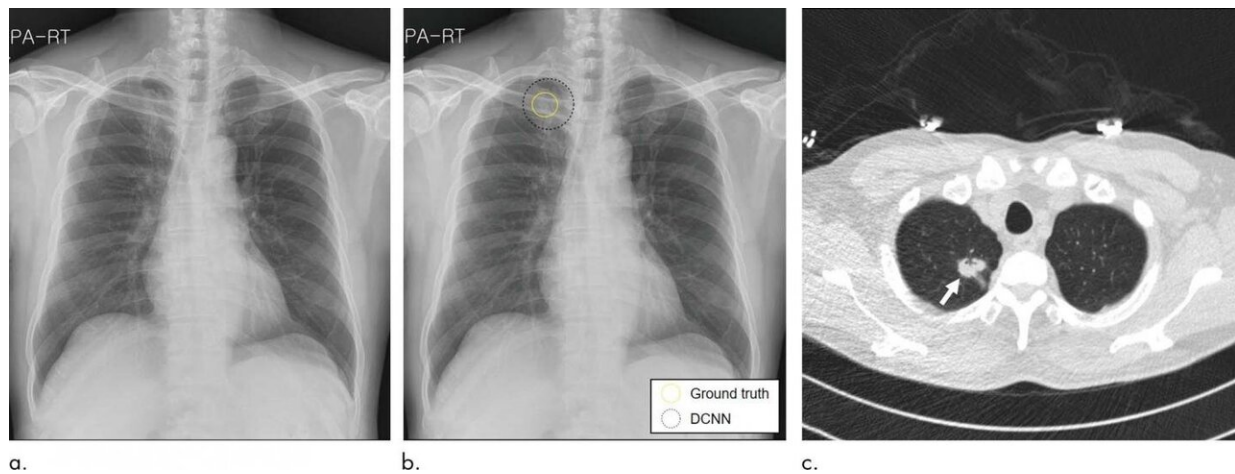 PA-RT
PA-RT
Ground truth
DCNN
a.
b.
c.